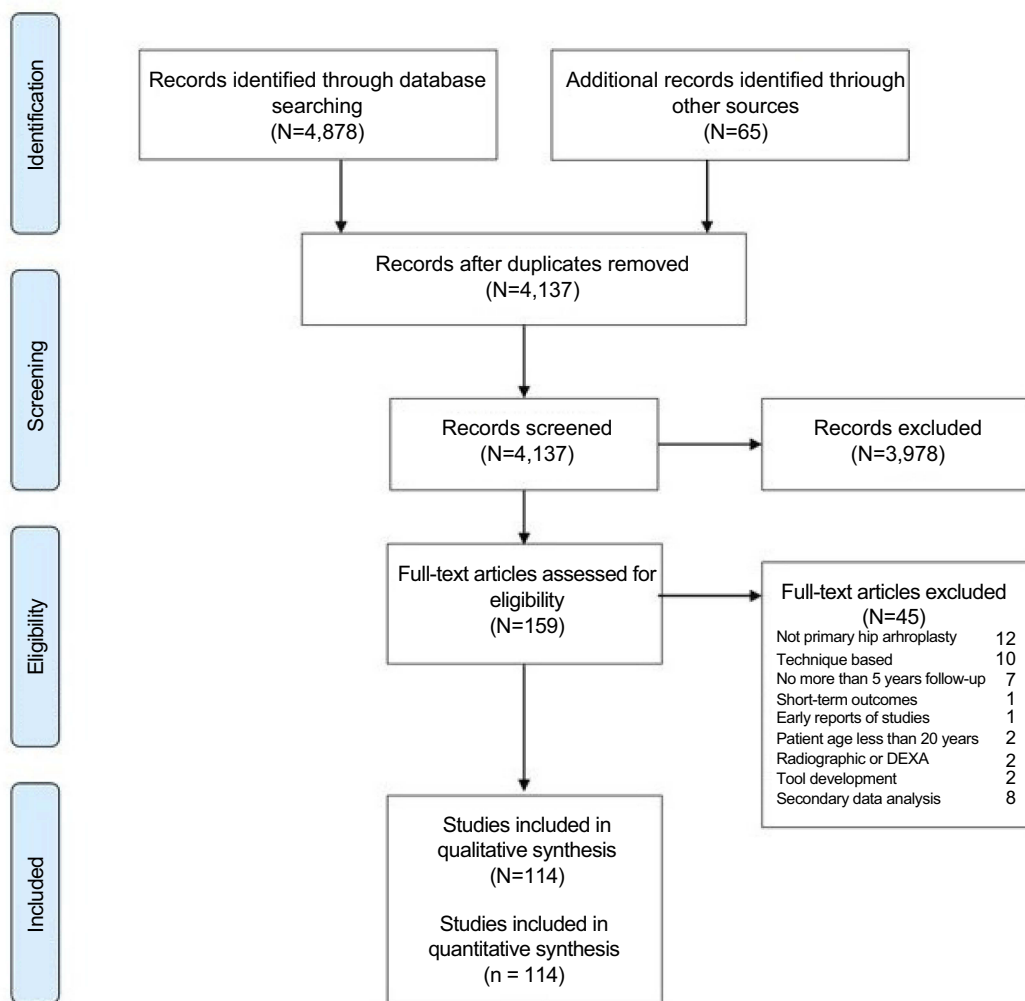 Identification
Records identified through database
searching
(N=4,878)
Additional records identified thriough
other sources
(N=65)
Records after duplicates removed
(N=4,137)
Screening
Records screened
(N=4,137)
Records excluded
(N=3,978)
Eligibility
Full-text articles assessed for
eligibility
(N=159)
Full-text articles excluded
(N=45)
Not primary hip arhroplasty 12
Technique based 10
No more than 5 years follow-up 7
Short-term outcomes 1
Early reports of studies 1
Patient age less than 20 years 2
Radiographic or DEXA 2
Tool development 2
Secondary data analysis 8
Included
Studies included in
qualitative synthesis
(N=114)
Studies included in
quantitative synthesis
(n = 114)